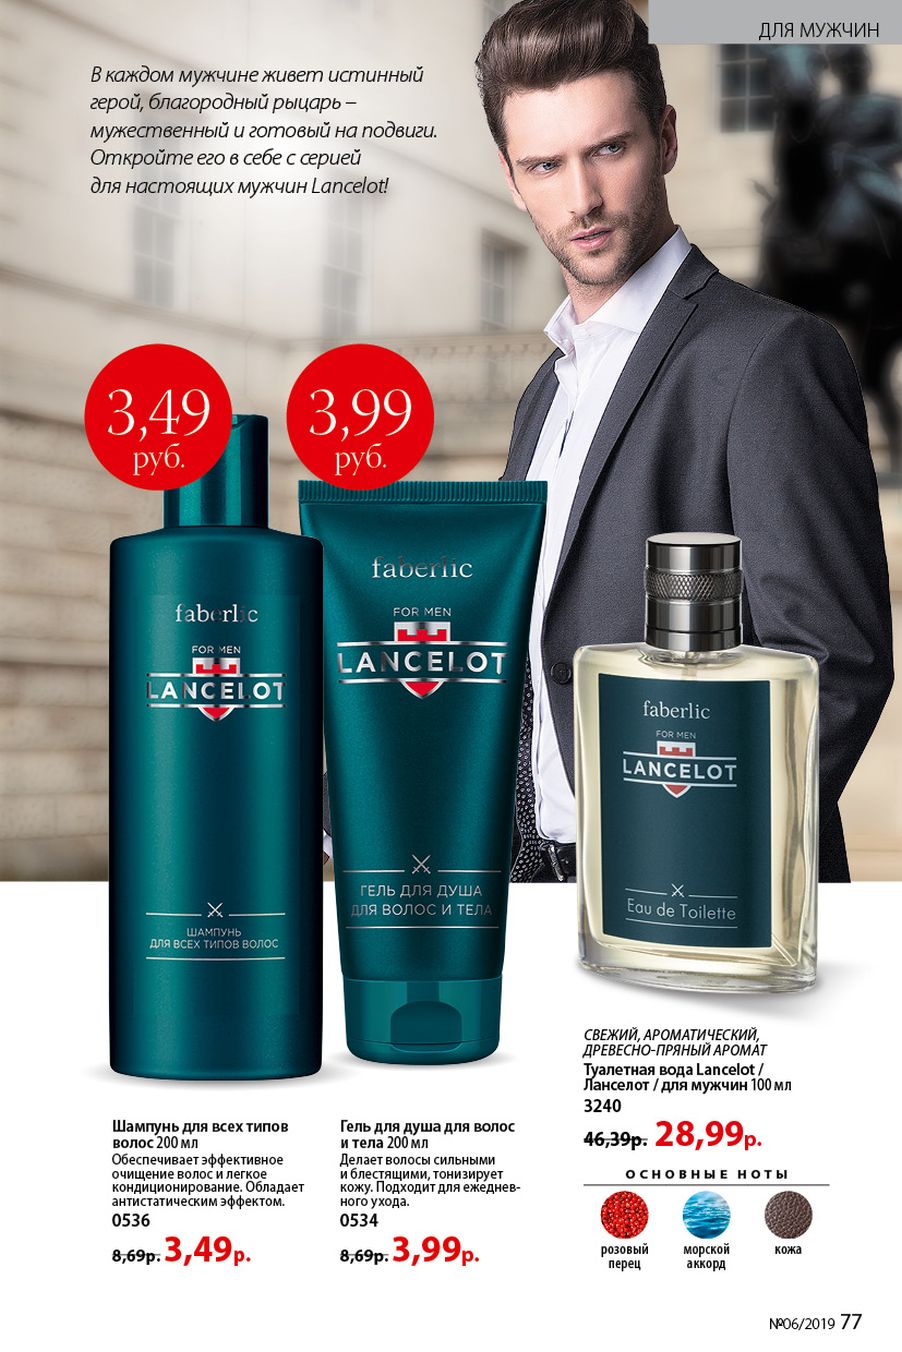 ДЛЯ МУЖЧИН
В каждом мужчине живет истинный
герой, благородный рыцарь –
мужественный и готовый на подвиги.
Откройте его в себе с серией
для настоящих мужчин Lancelot!
3,49
руб.
3,99
руб.
faberlic
FOR MEN
LANCELOT
ШАМПУНЬ
ДЛЯ ВСЕХ ТИПОВ ВОЛОС
faberlic
FOR MEN
LANCELOT
ГЕЛЬ ДЛЯ ДУША
ДЛЯ ВОЛОС И ТЕЛА
faberlic
FOR MEN
LANCELOT
Eau de Toilette
Шампунь для всех типов
волос 200 мл
Обеспечивает эффективное
очищение волос и легкое
кондиционирование. Обладает
антистатическим эффектом.
0536
8,69р. 3,49р.
Гель для душа для волос
и тела 200 мл
Делает волосы сильными
и блестящими, тонизирует
кожу. Подходит для ежеднев-
ного ухода.
0534
8,69р. 3,99р.
СВЕЖИЙ, АРОМАТИЧЕСКИЙ,
ДРЕВЕСНО-ПРЯНЫЙ АРОМАТ
Туалетная вода Lancelot /
Ланселот / для мужчин 100 мл
3240
46,39р. 28,99р.
ОСНОВНЫЕ НОТЫ
розовый
перец
морской
аккорд
кожа
№06/2019 77